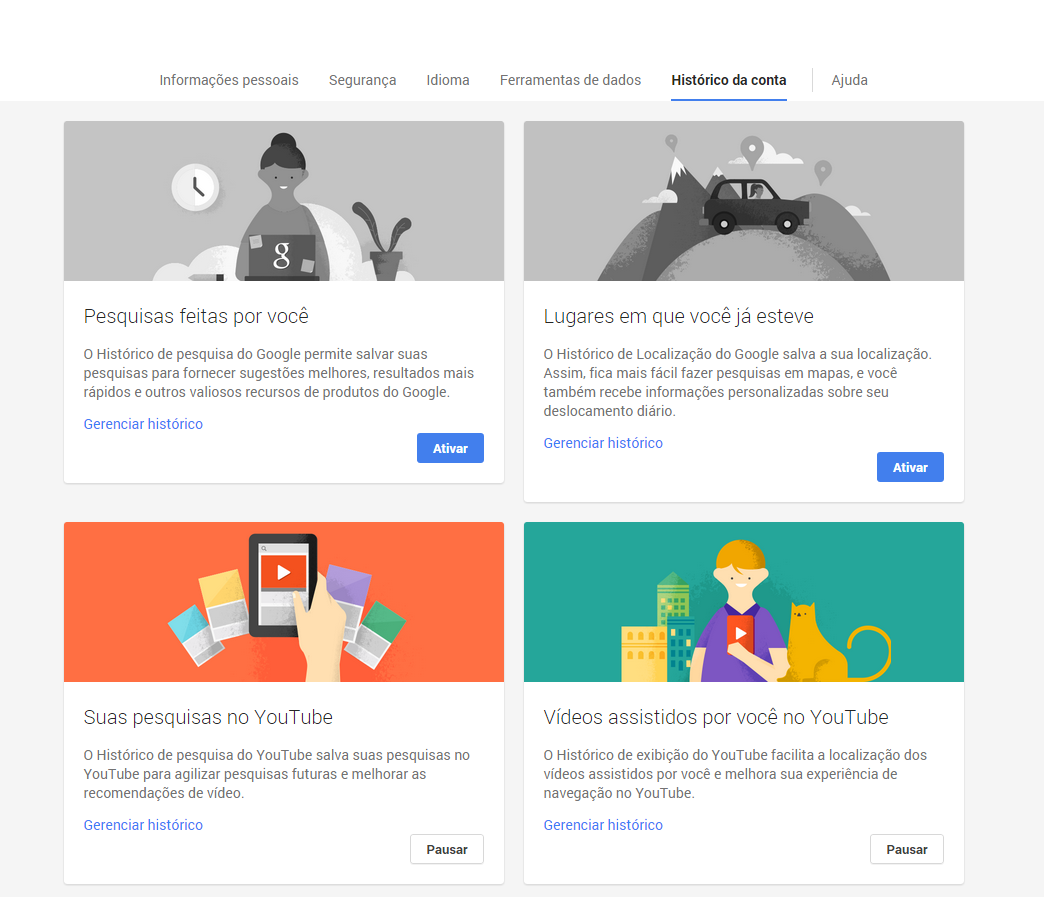 Informações pessoais Segurança Idioma Ferramentas de dados Histórico da conta Ajuda
g
Pesquisas feitas por você
O Histórico de pesquisa do Google permite salvar suas
pesquisas para fornecer sugestões melhores, resultados mais
rápidos e outros valiosos recursos de produtos do Google.
Gerenciar histórico
Ativar
Lugares em que você já esteve
O Histórico de Localização do Google salva a sua localização.
Assim, fica mais fácil fazer pesquisas em mapas, e você
também recebe informações personalizadas sobre seu
deslocamento diário.
Gerenciar histórico
Ativar
Suas pesquisas no YouTube
O Histórico de pesquisa do YouTube salva suas pesquisas no
YouTube para agilizar pesquisas futuras e melhorar as
recomendações de vídeo.
Gerenciar histórico
Pausar
Vídeos assistidos por você no YouTube
O Histórico de exibição do YouTube facilita a localização dos
vídeos assistidos por você e melhora sua experiência de
navegação no YouTube.
Gerenciar histórico
Pausar